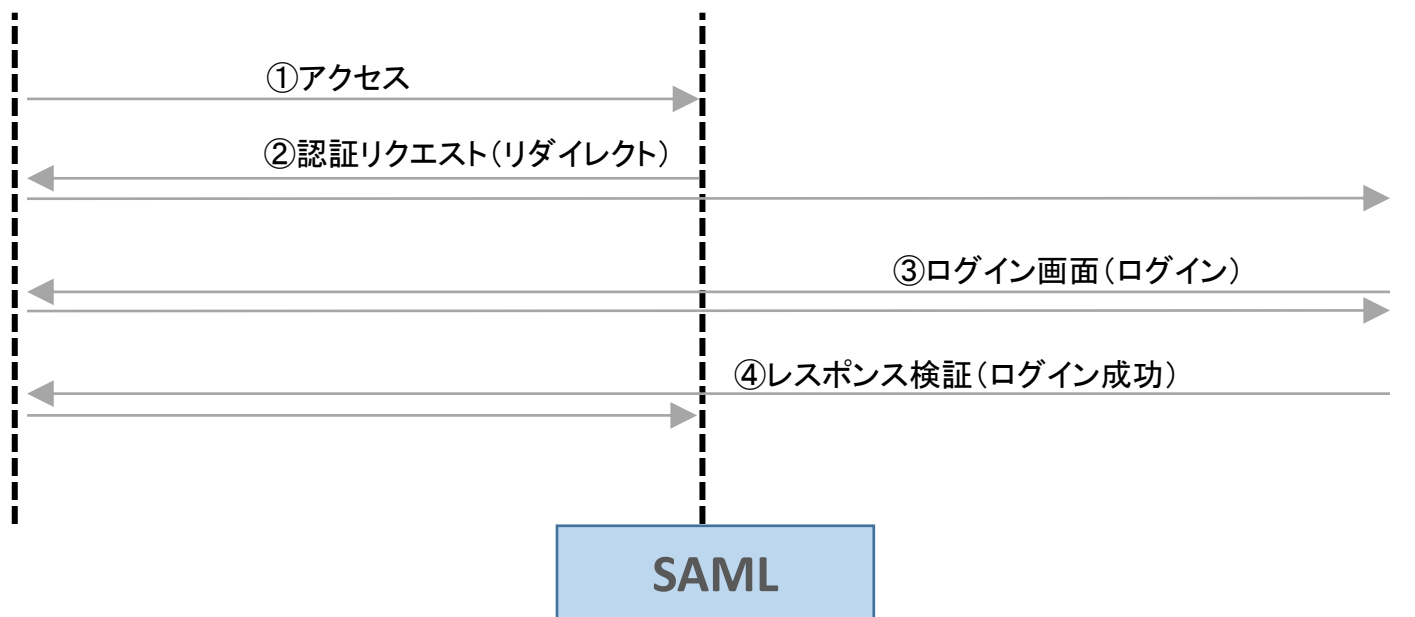 ①アクセス
②認証リクエスト（リダイレクト）
③ログイン画面（ログイン）
④レスポンス検証（ログイン成功）
SAML